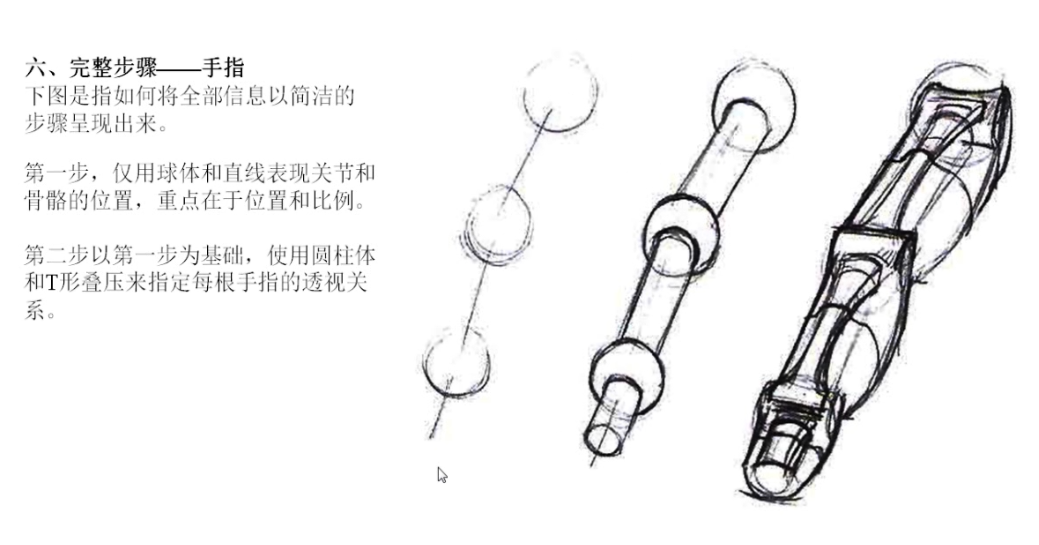 六、完整步骤——手指
下图是指如何将全部信息以简洁的
步骤呈现出来。
第一步，仅用球体和直线表现关节和
骨骼的位置，重点在于位置和比例。
第二步以第一步为基础，使用圆柱体
和T形叠压来指定每根手指的透视关
系。